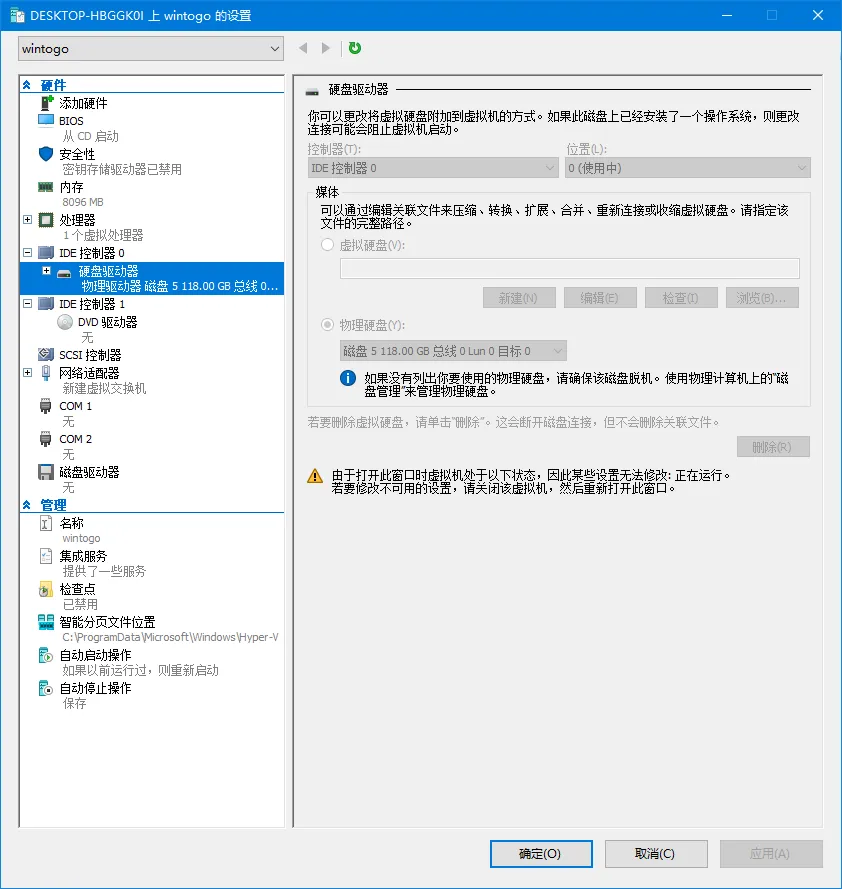 DESKTOP-HBGGK0I 上 wintogo 的设置
wintogo
硬件
添加硬件
BIOS
从 CD 启动
安全性
密钥存储驱动器已禁用
内存
8096 MB
处理器
1 个虚拟处理器
IDE 控制器 0
硬盘驱动器
物理驱动器 磁盘 5 118.00 GB 总线 0...
IDE 控制器 1
DVD 驱动器
无
SCSI 控制器
网络适配器
新建虚拟交换机
COM 1
无
COM 2
无
磁盘驱动器
无
管理
名称
wintogo
集成服务
提供了一些服务
检查点
已禁用
智能分页文件位置
C:\ProgramData\Microsoft\Windows\Hyper-V
自动启动操作
如果以前运行过，则重新启动
自动停止操作
保存
硬盘驱动器
你可以更改将虚拟硬盘附加到虚拟机的方式。如果此磁盘上已经安装了一个操作系统，则更改
连接可能会阻止虚拟机启动。
控制器(T):
位置(L):
IDE 控制器 0
0 (使用中)
媒体
可以通过编辑关联文件来压缩、转换、扩展、合并、重新连接或收缩虚拟硬盘。请指定该
文件的完整路径。
虚拟硬盘(V):
新建(N)
编辑(E)
检查(I)
浏览(B)...
物理硬盘(Y):
磁盘 5 118.00 GB 总线 0 Lun 0 目标 0
如果没有列出你要使用的物理硬盘，请确保该磁盘脱机。使用物理计算机上的“磁
盘管理”来管理物理硬盘。
若要删除虚拟硬盘，请单击“删除”。这会断开磁盘连接，但不会删除关联文件。
删除(R)
由于打开此窗口时虚拟机处于以下状态，因此某些设置无法修改: 正在运行。
若要修改不可用的设置，请关闭该虚拟机，然后重新打开此窗口。
确定(O)
取消(C)
应用(A)